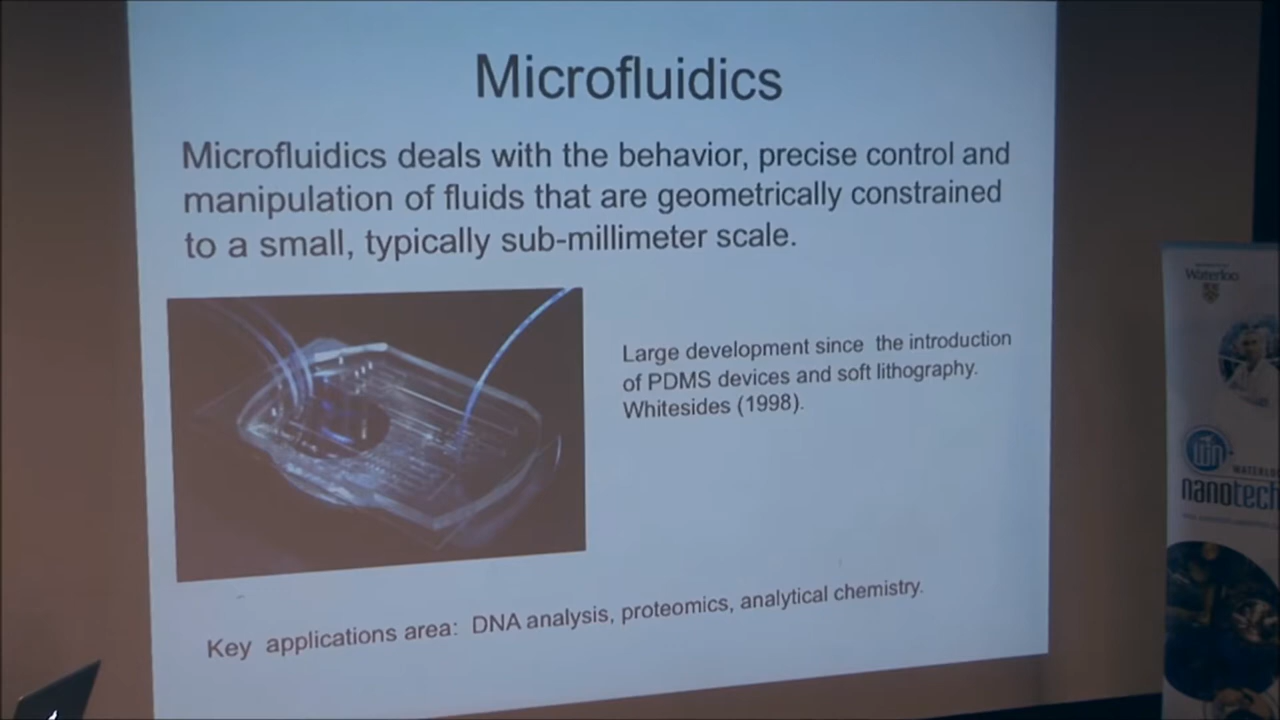 Microfluidics
Microfluidics deals with the behavior, precise control and
manipulation of fluids that are geometrically constrained
to a small, typically sub-millimeter scale.
Large development since the introduction
of PDMS devices and soft lithography.
Whitesides (1998).
Key applications area: DNA analysis, proteomics, analytical chemistry.
Waterloo
WIN
WATERLO
nanotech